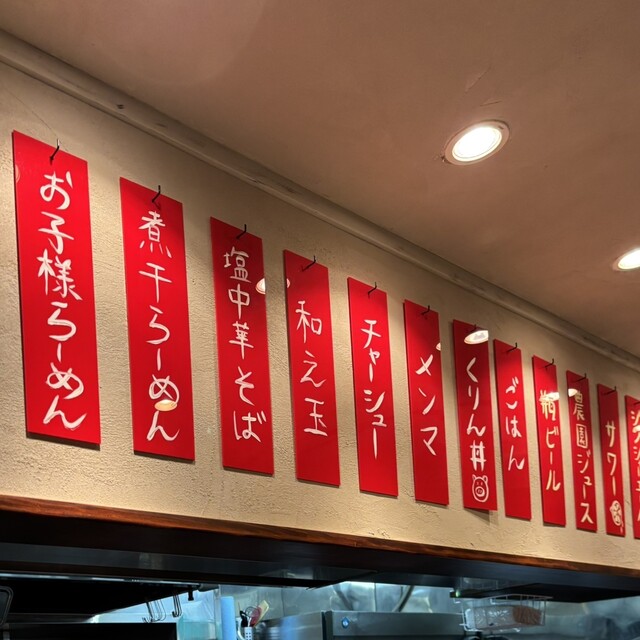 お子様らーめん
煮干らーめん
塩中華そば
和え玉
チャーシュー
メンマ
くりん丼
ごはん
瓶ビール
農園ジュース
サワー